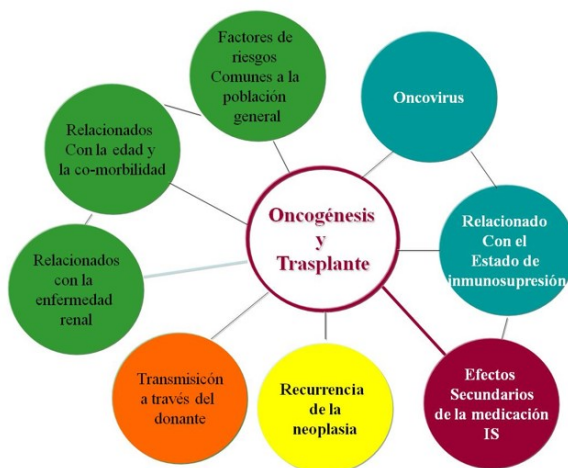 Factores de
riesgos
Comunes a la
población
general
Oncovirus
Relacionados
Con la edad y
la co-morbilidad
Oncogénesis
y
Trasplante
Relacionado
Con el
Estado de
inmunosupresión
Relacionados
con la
enfermedad
renal
Transmisicón
a través del
donante
Recurrencia
de la
neoplasia
Efectos
Secundarios
de la medicación
IS